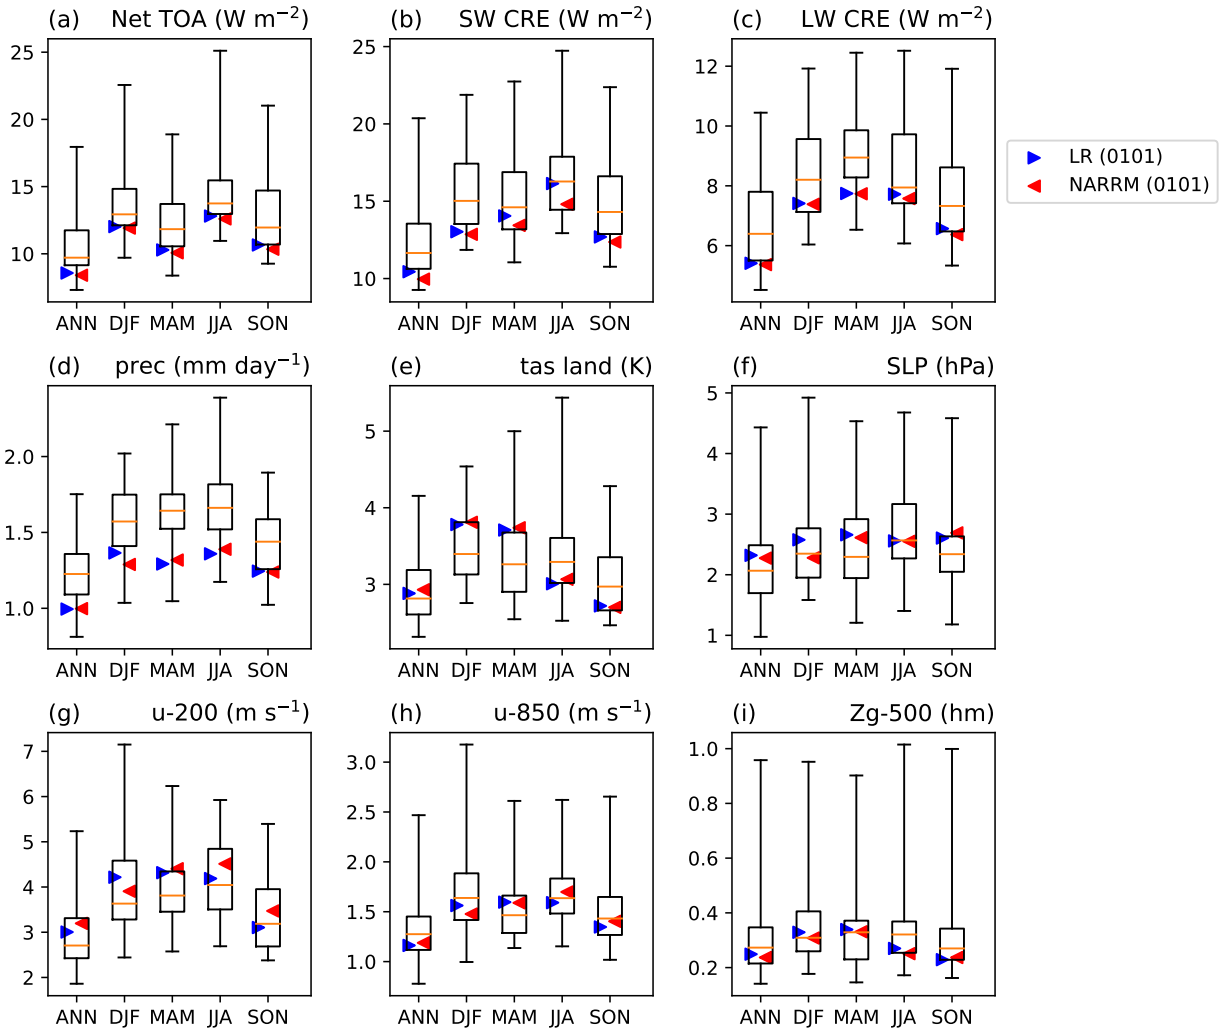 (a) Net TOA (W m⁻²)
(b) SW CRE (W m⁻²)
(c) LW CRE (W m⁻²)
25
20
15
10
ANN DJF MAM JJA SON
25
20
15
10
ANN DJF MAM JJA SON
12
10
8
6
ANN DJF MAM JJA SON
LR (0101)
NARRM (0101)
(d) prec (mm day⁻¹)
(e) tas land (K)
(f) SLP (hPa)
2.0
1.5
1.0
ANN DJF MAM JJA SON
5
4
3
ANN DJF MAM JJA SON
5
4
3
2
1
ANN DJF MAM JJA SON
(g) u-200 (m s⁻¹)
(h) u-850 (m s⁻¹)
(i) Zg-500 (hm)
7
6
5
4
3
2
ANN DJF MAM JJA SON
3.0
2.5
2.0
1.5
1.0
ANN DJF MAM JJA SON
1.0
0.8
0.6
0.4
0.2
ANN DJF MAM JJA SON